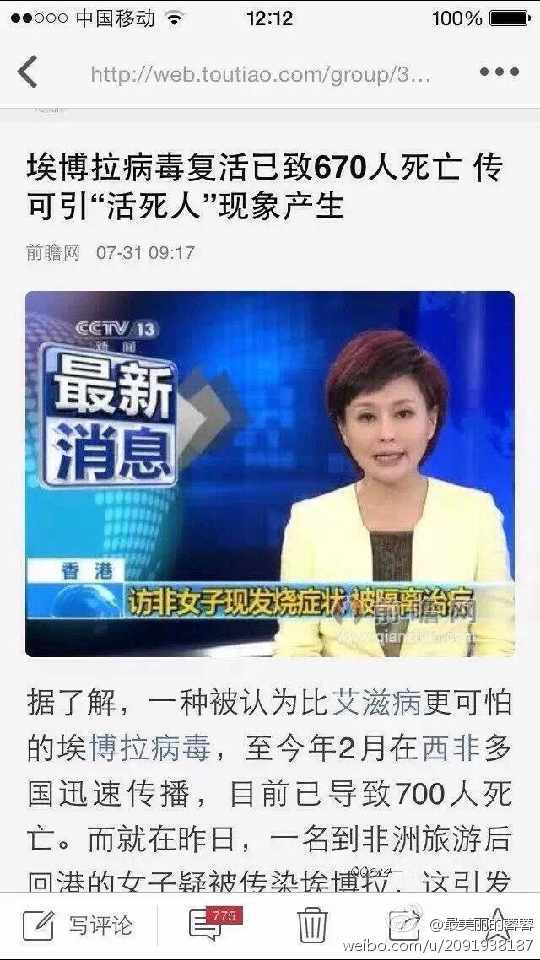 中国移动
12:12
100%
http://web.toutiao.com/group/3...
埃博拉病毒复活已致670人死亡 传
可引“活死人”现象产生
前瞻网 07-31 09:17
CCTV 13
新闻
最新
消息
香港
访非女子现发烧症状 被隔离治疗
前瞻网
据了解，一种被认为比艾滋病更可怕
的埃博拉病毒，至今年2月在西非多
国迅速传播，目前已导致700人死
亡。而就在昨日，一名到非洲旅游后
回港的女子疑被传染埃博拉，这引发
写评论
775
@最美丽的蓉蓉
weibo.com/u/2091938187